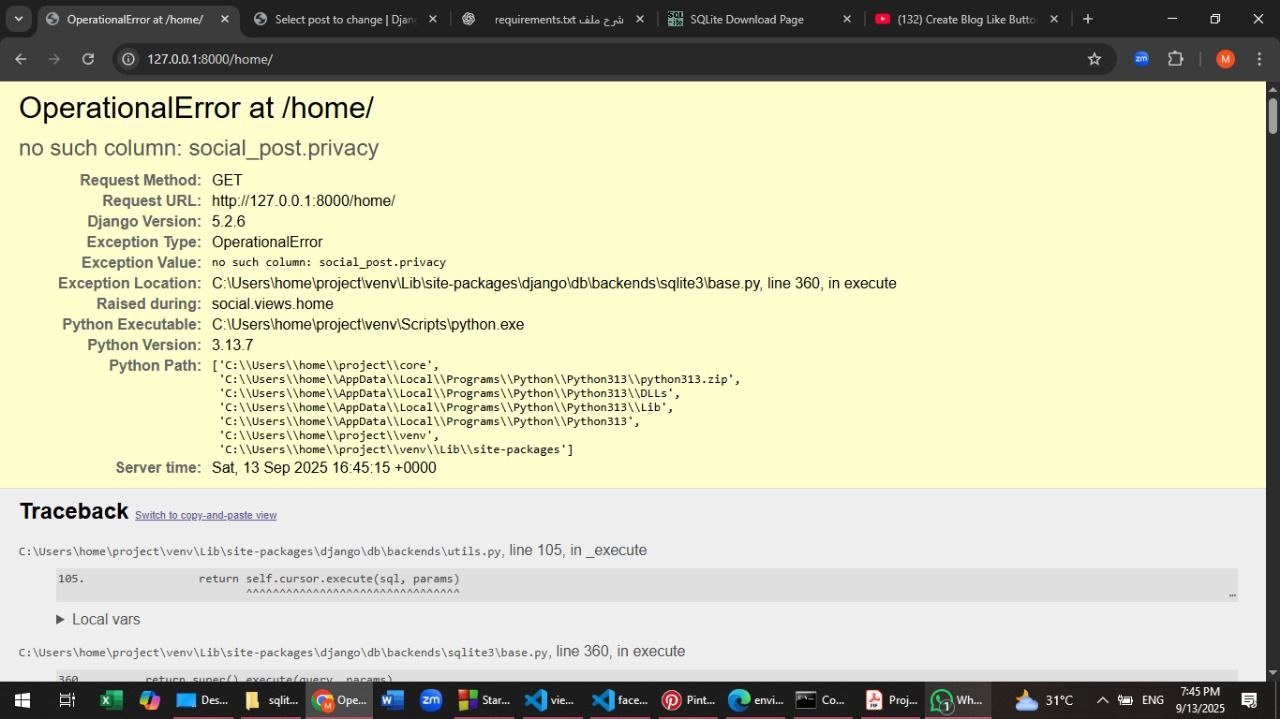 OperationalError at /home/
Select post to change | Djan
شرح ملف requirements.txt
SQLite Download Page
(132) Create Blog Like Butto
127.0.0.1:8000/home/
zm
M
OperationalError at /home/
no such column: social_post.privacy
Request Method: GET
Request URL: http://127.0.0.1:8000/home/
Django Version: 5.2.6
Exception Type: OperationalError
Exception Value: no such column: social_post.privacy
Exception Location: C:\Users\home\project\venv\Lib\site-packages\django\db\backends\sqlite3\base.py, line 360, in execute
Raised during: social.views.home
Python Executable: C:\Users\home\project\venv\Scripts\python.exe
Python Version: 3.13.7
Python Path: ['C:\\Users\\home\\project\\core',
'C:\\Users\\home\\AppData\\Local\\Programs\\Python\\Python313\\python313.zip',
'C:\\Users\\home\\AppData\\Local\\Programs\\Python\\Python313\\DLLs',
'C:\\Users\\home\\AppData\\Local\\Programs\\Python\\Python313\\Lib',
'C:\\Users\\home\\AppData\\Local\\Programs\\Python\\Python313',
'C:\\Users\\home\\project\\venv',
'C:\\Users\\home\\project\\venv\\Lib\\site-packages']
Server time: Sat, 13 Sep 2025 16:45:15 +0000
Traceback Switch to copy-and-paste view
C:\Users\home\project\venv\Lib\site-packages\django\db\backends\utils.py, line 105, in _execute
105. return self.cursor.execute(sql, params)
^^^^^^^^^^^^^^^^^^^^^^^^^^^^^^^^
…
Local vars
C:\Users\home\project\venv\Lib\site-packages\django\db\backends\sqlite3\base.py, line 360, in execute
360. return super().execute(query, params)
Des...
sqlit...
Ope...
zm
Star...
vie...
face...
Pint...
envi...
Co...
Proj...
1
Wh...
31°C
ENG
7:45 PM
9/13/2025